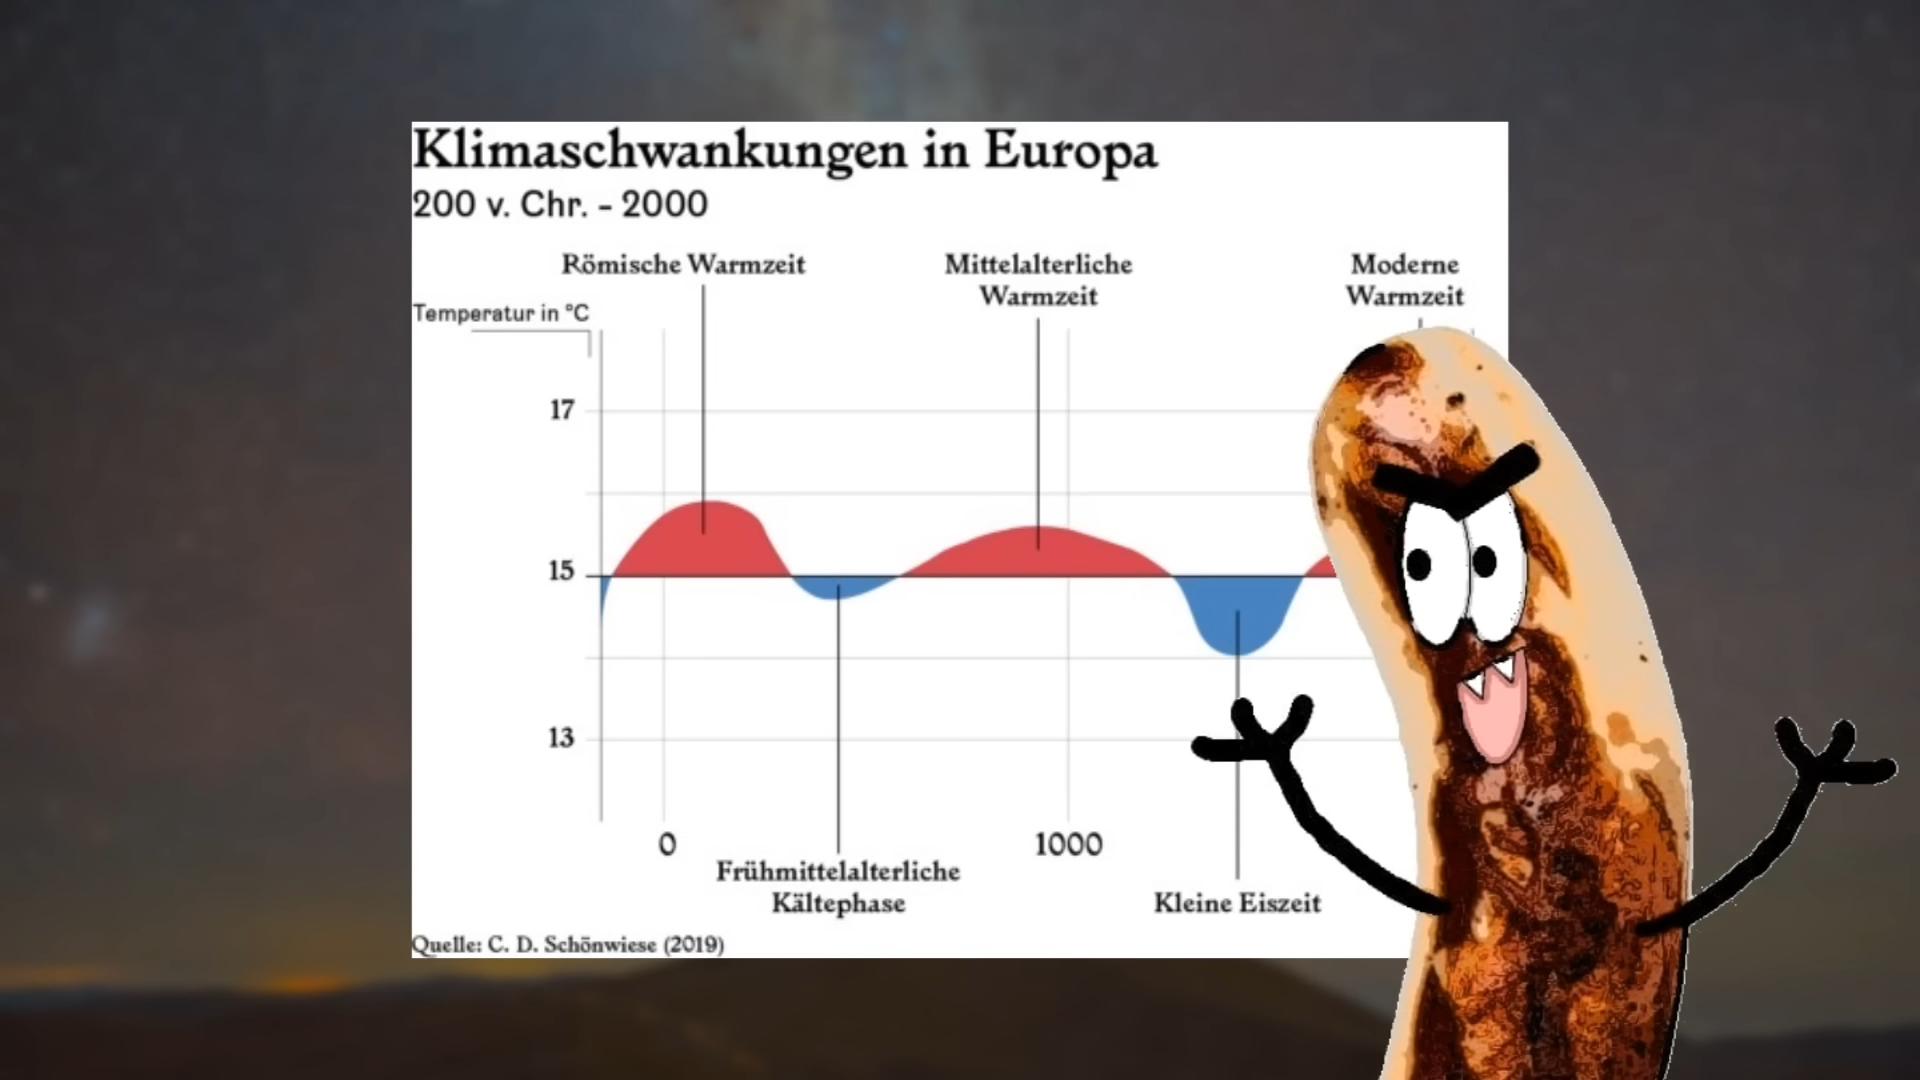 Klimaschwankungen in Europa
200 v. Chr. - 2000
Römische Warmzeit
Mittelalterliche
Warmzeit
Moderne
Warmzeit
Temperatur in °C
17
15
13
0
1000
Frühmittelalterliche
Kältephase
Kleine Eiszeit
Quelle: C. D. Schönwiese (2019)